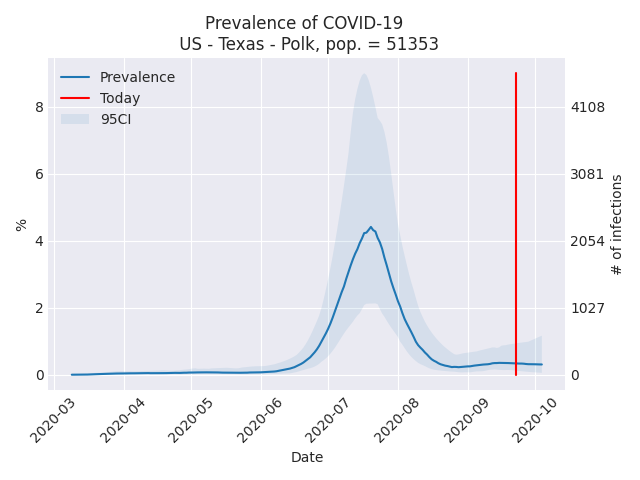 Prevalence of COVID-19
US - Texas - Polk, pop. = 51353
Prevalence
Today
95CI
8
6
4
2
0
%
4108
3081
2054
1027
0
# of infections
2020-03
2020-04
2020-05
2020-06
2020-07
2020-08
2020-09
2020-10
Date